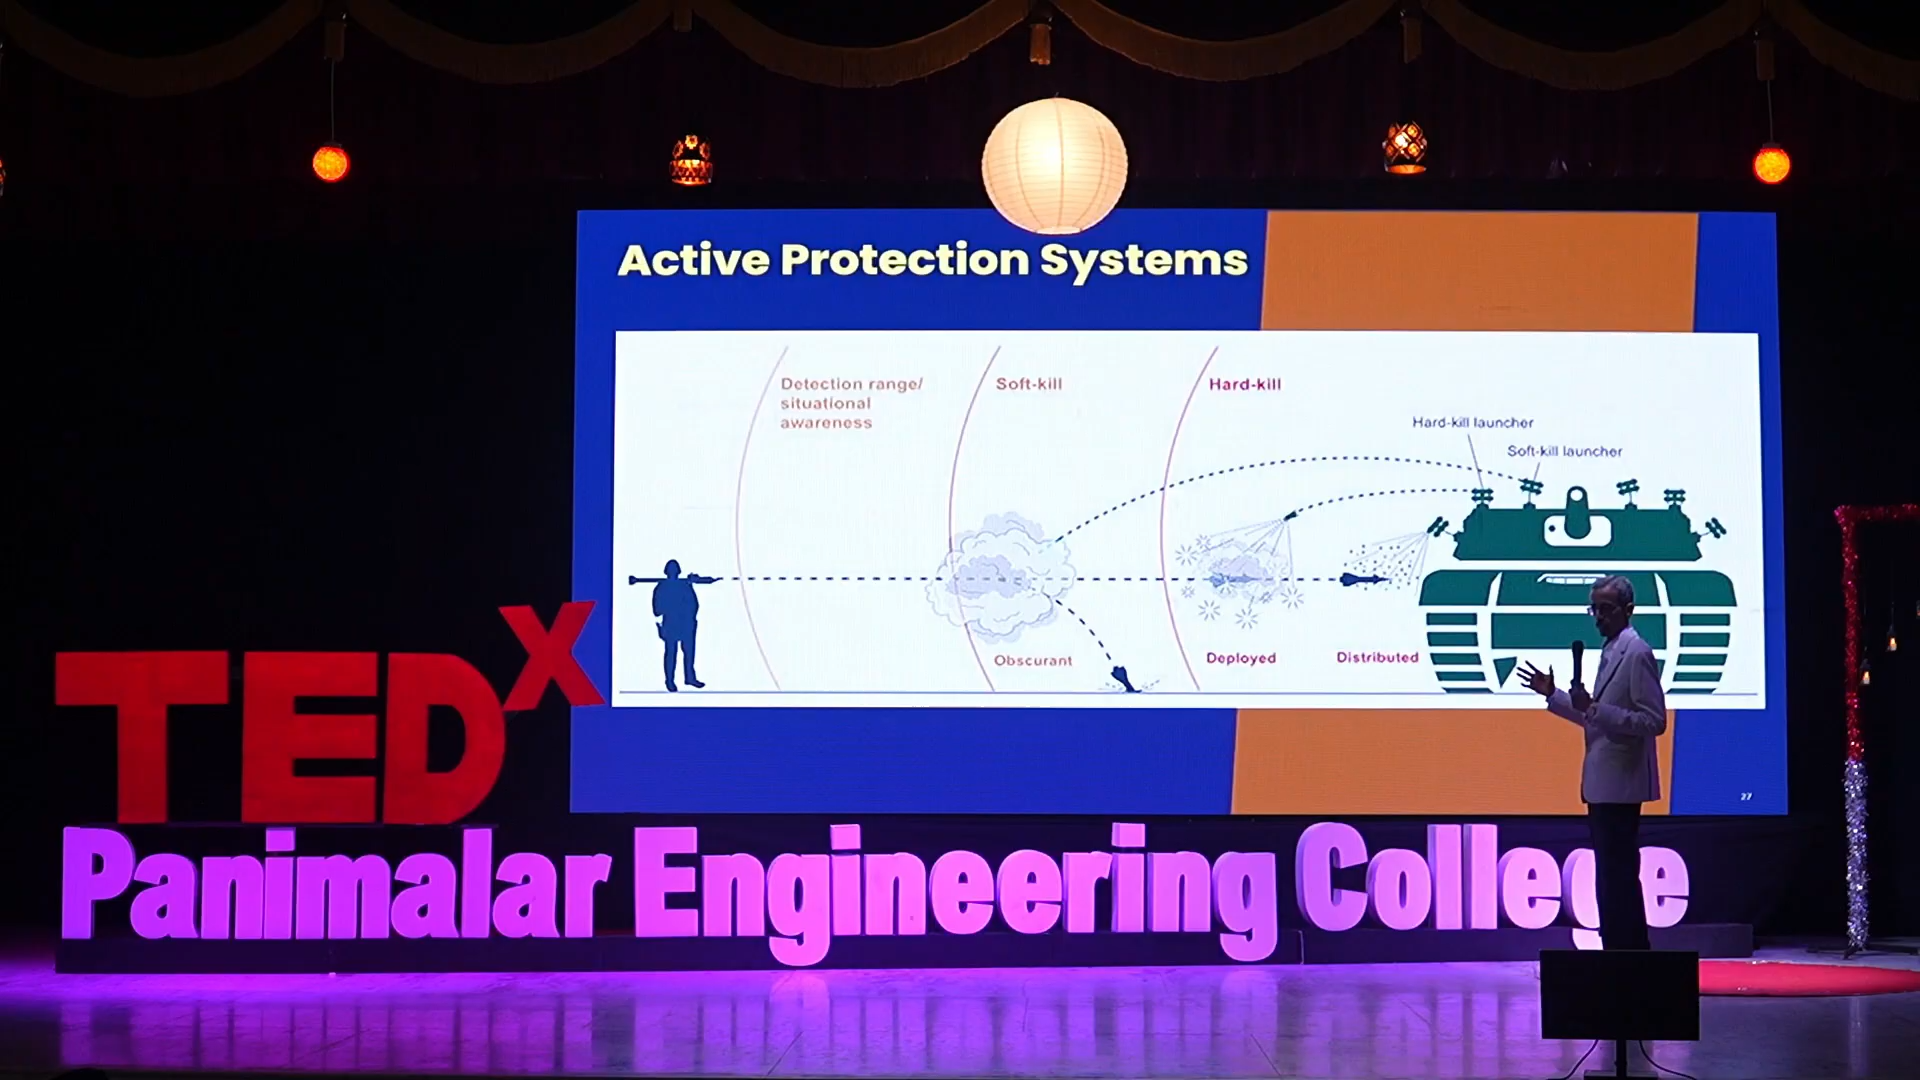 Active Protection Systems
Detection range/
situational
awareness
Soft-kill
Hard-kill
Hard-kill launcher
Soft-kill launcher
Obscurant
Deployed
Distributed
27
TEDx
Panimalar Engineering College